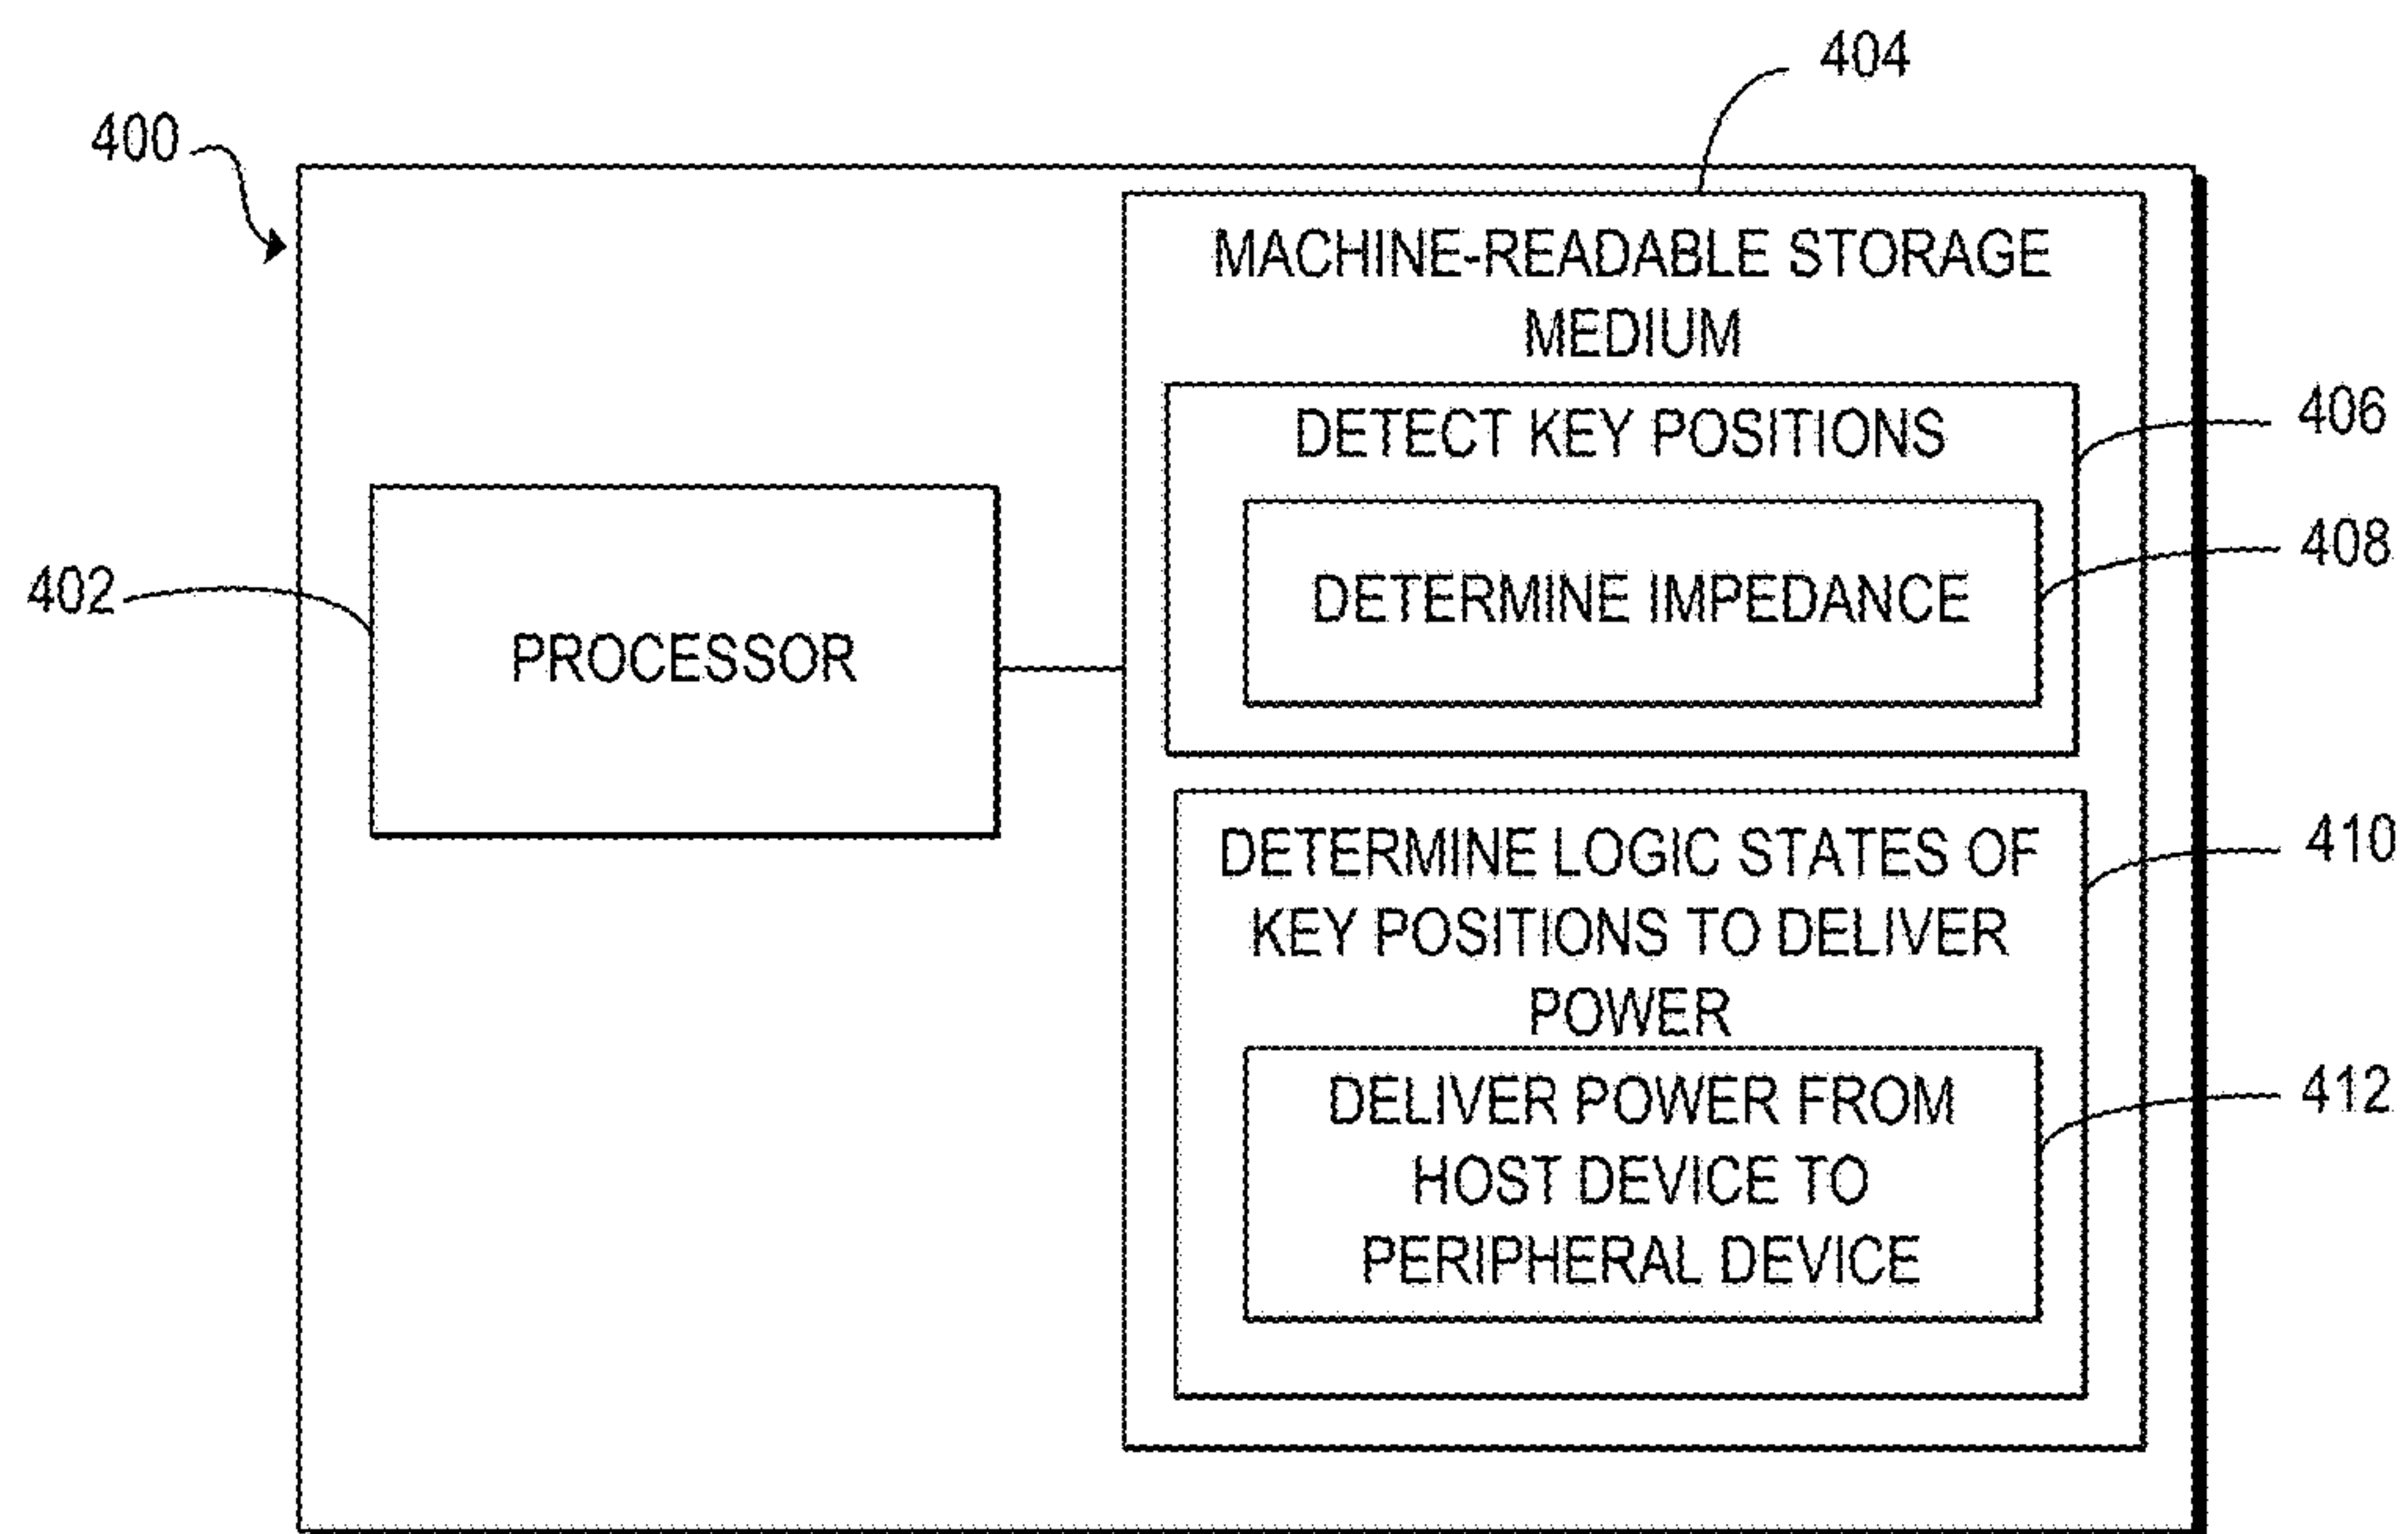 404
400
MACHINE-READABLE STORAGE
MEDIUM
DETECT KEY POSITIONS
406
DETERMINE IMPEDANCE
408
402
PROCESSOR
DETERMINE LOGIC STATES OF
KEY POSITIONS TO DELIVER
POWER
410
DELIVER POWER FROM
HOST DEVICE TO
PERIPHERAL DEVICE
412